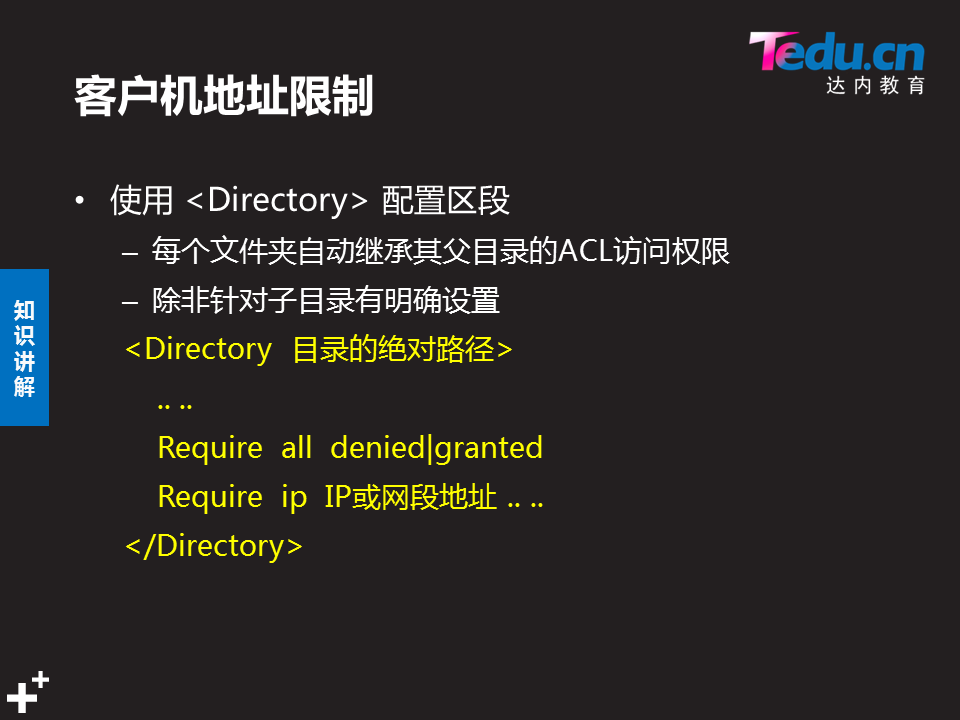 Tedu.cn
达内教育
客户机地址限制
• 使用 <Directory> 配置区段
– 每个文件夹自动继承其父目录的ACL访问权限
– 除非针对子目录有明确设置
<Directory 目录的绝对路径>
.. ..
Require all denied|granted
Require ip IP或网段地址 .. ..
</Directory>
知识讲解